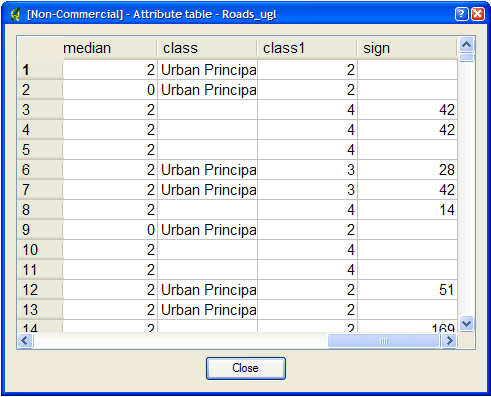 [Non-Commercial] - Attribute table - Roads_ugl
median class class1 sign
1 2 Urban Principa 2
2 0 Urban Principa 2
3 2 4 42
4 2 4 42
5 2 4
6 2 Urban Principa 3 28
7 2 Urban Principa 3 42
8 2 4 14
9 0 Urban Principa 2
10 2 4
11 2 4
12 2 Urban Principa 2 51
13 2 Urban Principa 2
14 2 2 169
Close